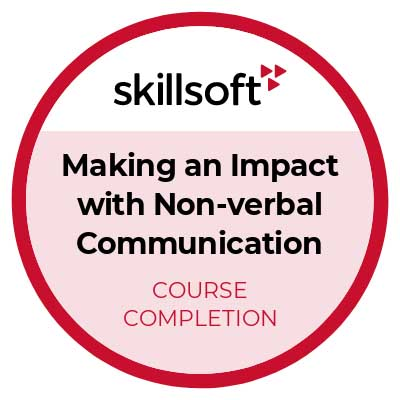 skillsoft
Making an Impact
with Non-verbal
Communication
COURSE
COMPLETION